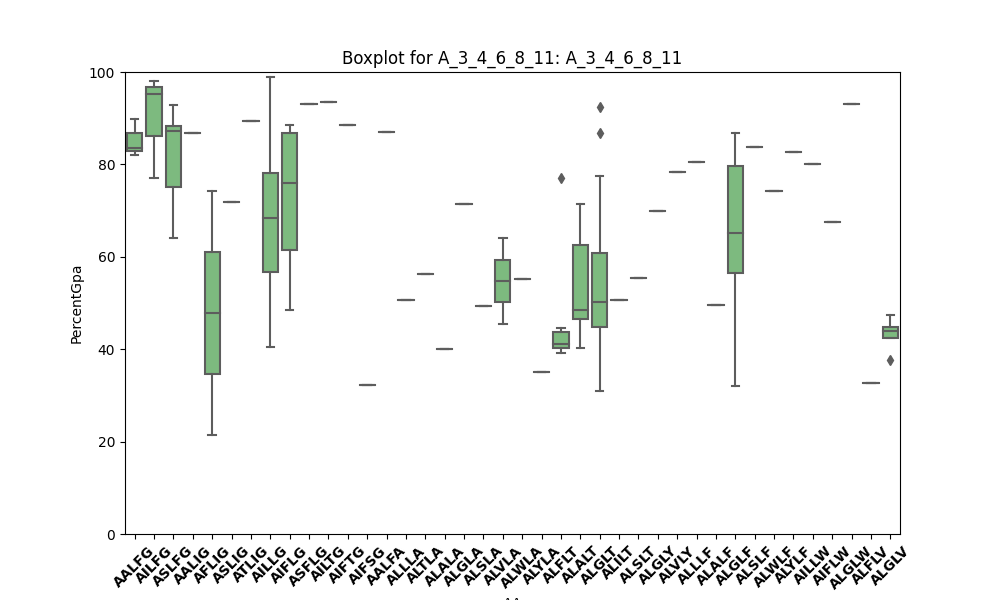 Boxplot for A_3_4_6_8_11: A_3_4_6_8_11
PercentGpa
100
80
60
40
20
0
AALFG
AILFG
ASLFG
AALIG
AFLIG
ASLIG
ATLIG
AILLG
AIFLG
ASFLG
AILTG
AIFTG
AIFSG
AALFA
ALLLA
ALTLA
ALALA
ALGLA
ALSLA
ALVLA
ALWLA
ALYLA
ALFLT
ALALT
ALGLT
ALILT
ALSLT
ALGLY
ALVLY
ALLLF
ALALF
ALGLF
ALSLF
ALWLF
ALYLF
AILLW
AIFLW
ALGLW
ALFLV
ALGLV